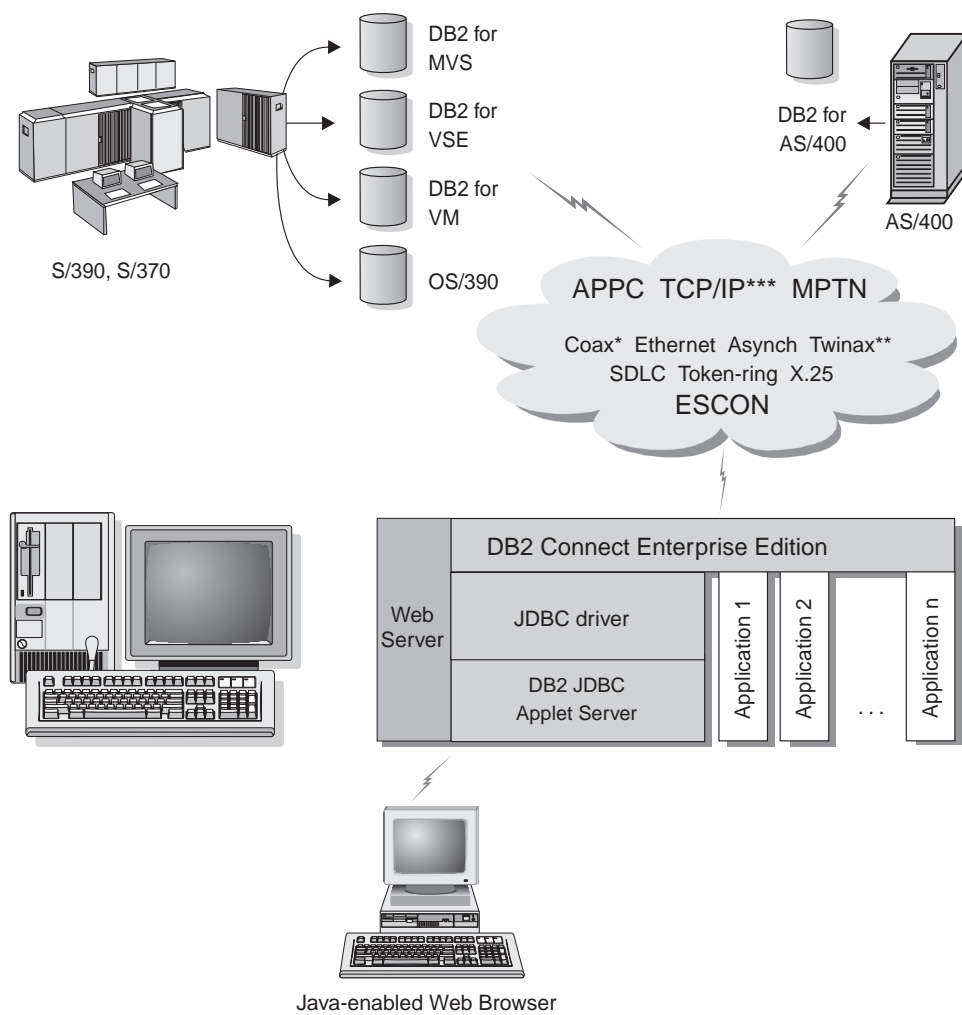 DB2 for
MVS
DB2 for
VSE
DB2 for
VM
OS/390
S/390, S/370
DB2 for
AS/400
AS/400
APPC TCP/IP*** MPTN
Coax* Ethernet Asynch Twinax**
SDLC Token-ring X.25
ESCON
Web
Server
DB2 Connect Enterprise Edition
JDBC driver
DB2 JDBC
Applet Server
Application 1
Application 2
. . .
Application n
Java-enabled Web Browser